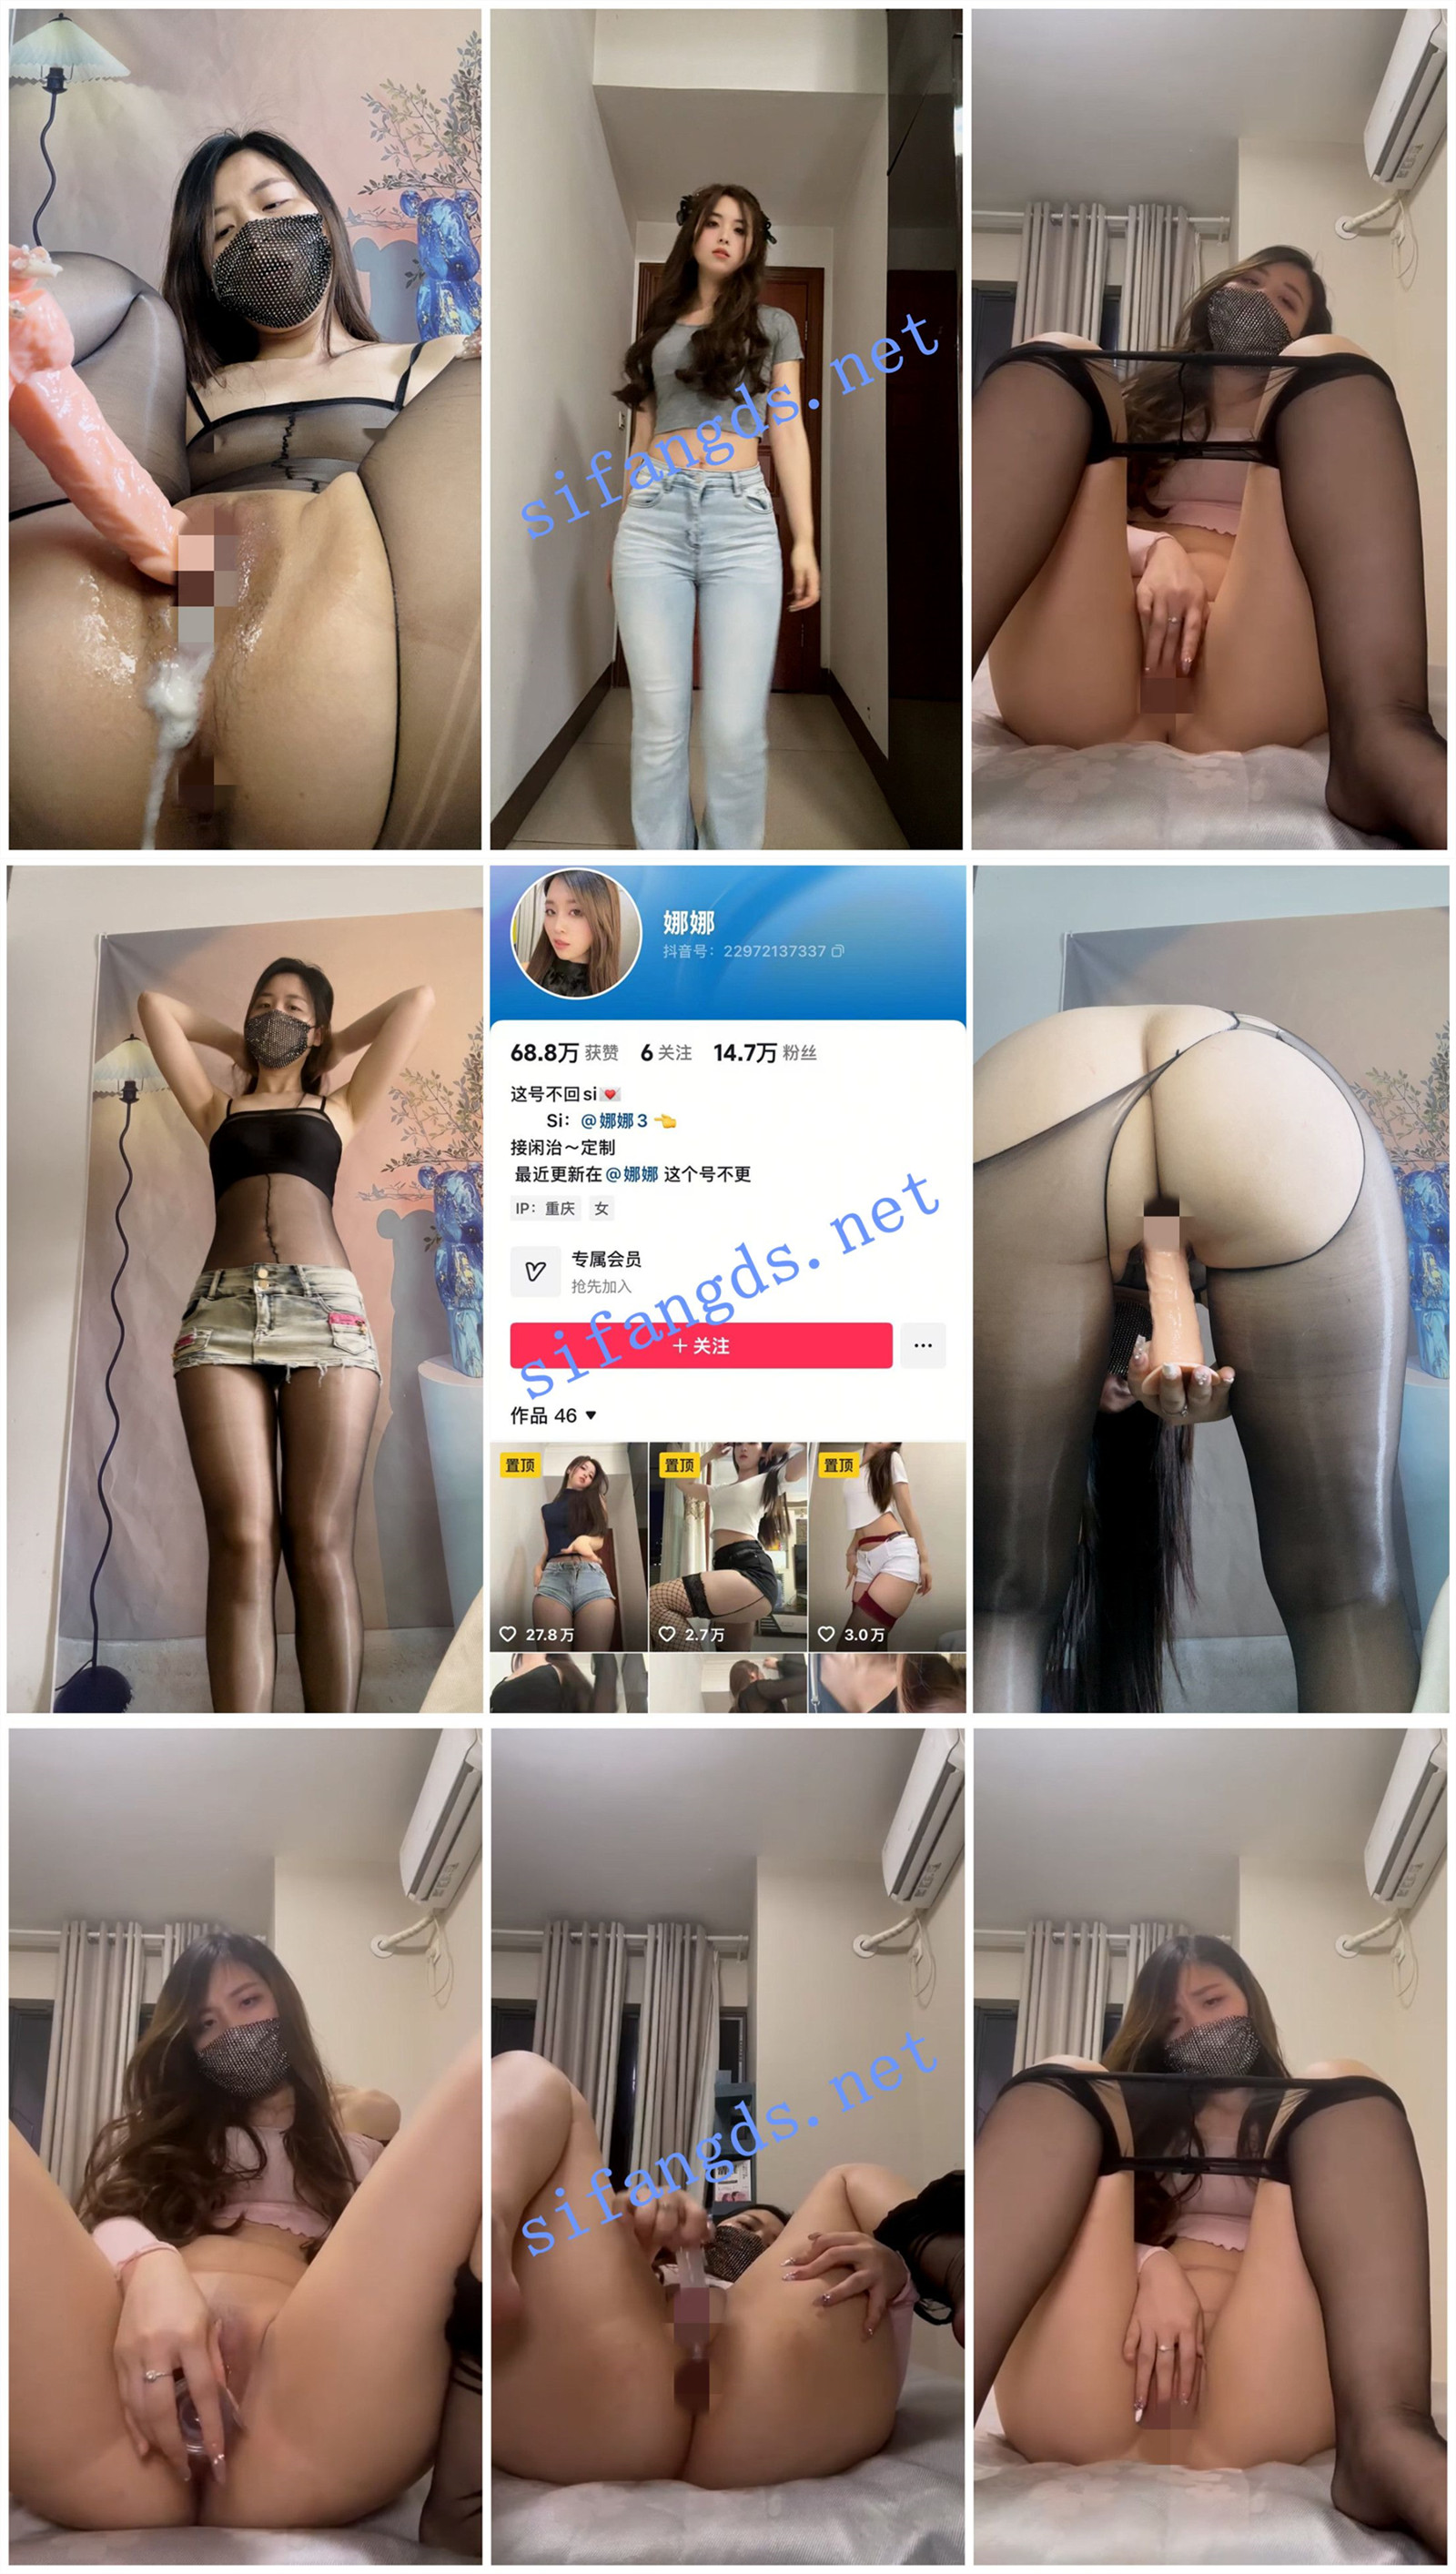 sifangds.net
娜娜
抖音号：22972137337
68.8万 获赞 6 关注 14.7万 粉丝
这号不回si💌
Si：@娜娜3 👈
接闲治～定制
最近更新在@娜娜 这个号不更
IP：重庆 女
专属会员
抢先加入
sifangds.net
＋关注
作品 46 ▼
置顶 置顶 置顶
27.8万 2.7万 3.0万
sifangds.net